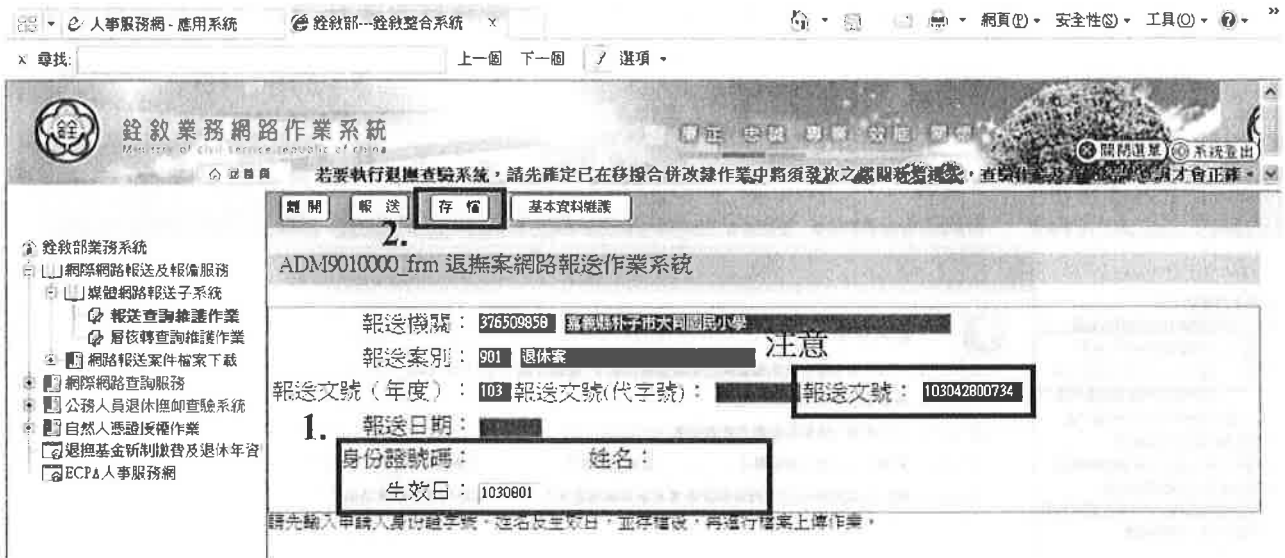 人事服務網 - 應用系統
銓敘部---銓敘整合系統
網頁(P)
安全性(S)
工具(O)
尋找:
上一個 下一個 選項
銓敘業務網路作業系統
Ministry of civil service, republic of china
回首頁
關閉選單 系統登出
若要執行退撫查驗系統，請先確定已在移撥合併改隸作業中將須發放之機關
離開 報送 存檔 基本資料維護
2.
銓敘部業務系統
網際網路報送及報備服務
媒體網路報送子系統
報送查詢維護作業
層核轉查詢維護作業
網路報送案件檔案下載
網際網路查詢服務
公務人員退休撫卹查驗系統
自然人憑證授權作業
退撫基金新制繳費及退休年資
ECPA人事服務網
ADM9010000_frm 退撫案網路報送作業系統
報送機關： 376509858 嘉義縣朴子市大同國民小學
報送案別： 901 退休案
注意
報送文號（年度）： 103 報送文號(代字號)： 報送文號： 103042800734
1.
報送日期：
身份證號碼： 姓名：
生效日： 1030801
請先輸入申請人身份證字號、姓名及生效日，並存檔後，再進行檔案上傳作業。